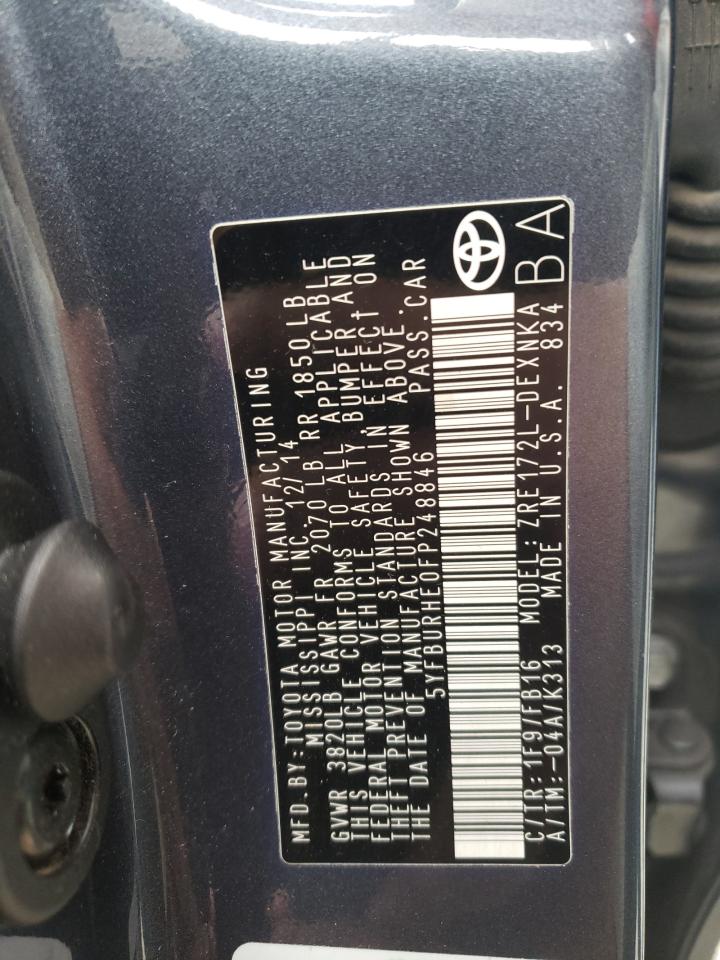 MFD.BY:TOYOTA MOTOR MANUFACTURING
MISSISSIPPI INC. 12/14
GVWR 3820LB GAWR FR 2070LB RR 1850LB
THIS VEHICLE CONFORMS TO ALL APPLICABLE
FEDERAL MOTOR VEHICLE SAFETY, BUMPER, AND
THEFT PREVENTION STANDARDS IN EFFECT ON
THE DATE OF MANUFACTURE SHOWN ABOVE.
5YFBURHE0FP248846 PASS.CAR
C/TR:1F9/FB16 MODEL:ZRE172L-DEXNKA
A/TM:-04A/K313 MADE IN U.S.A. 834
BA